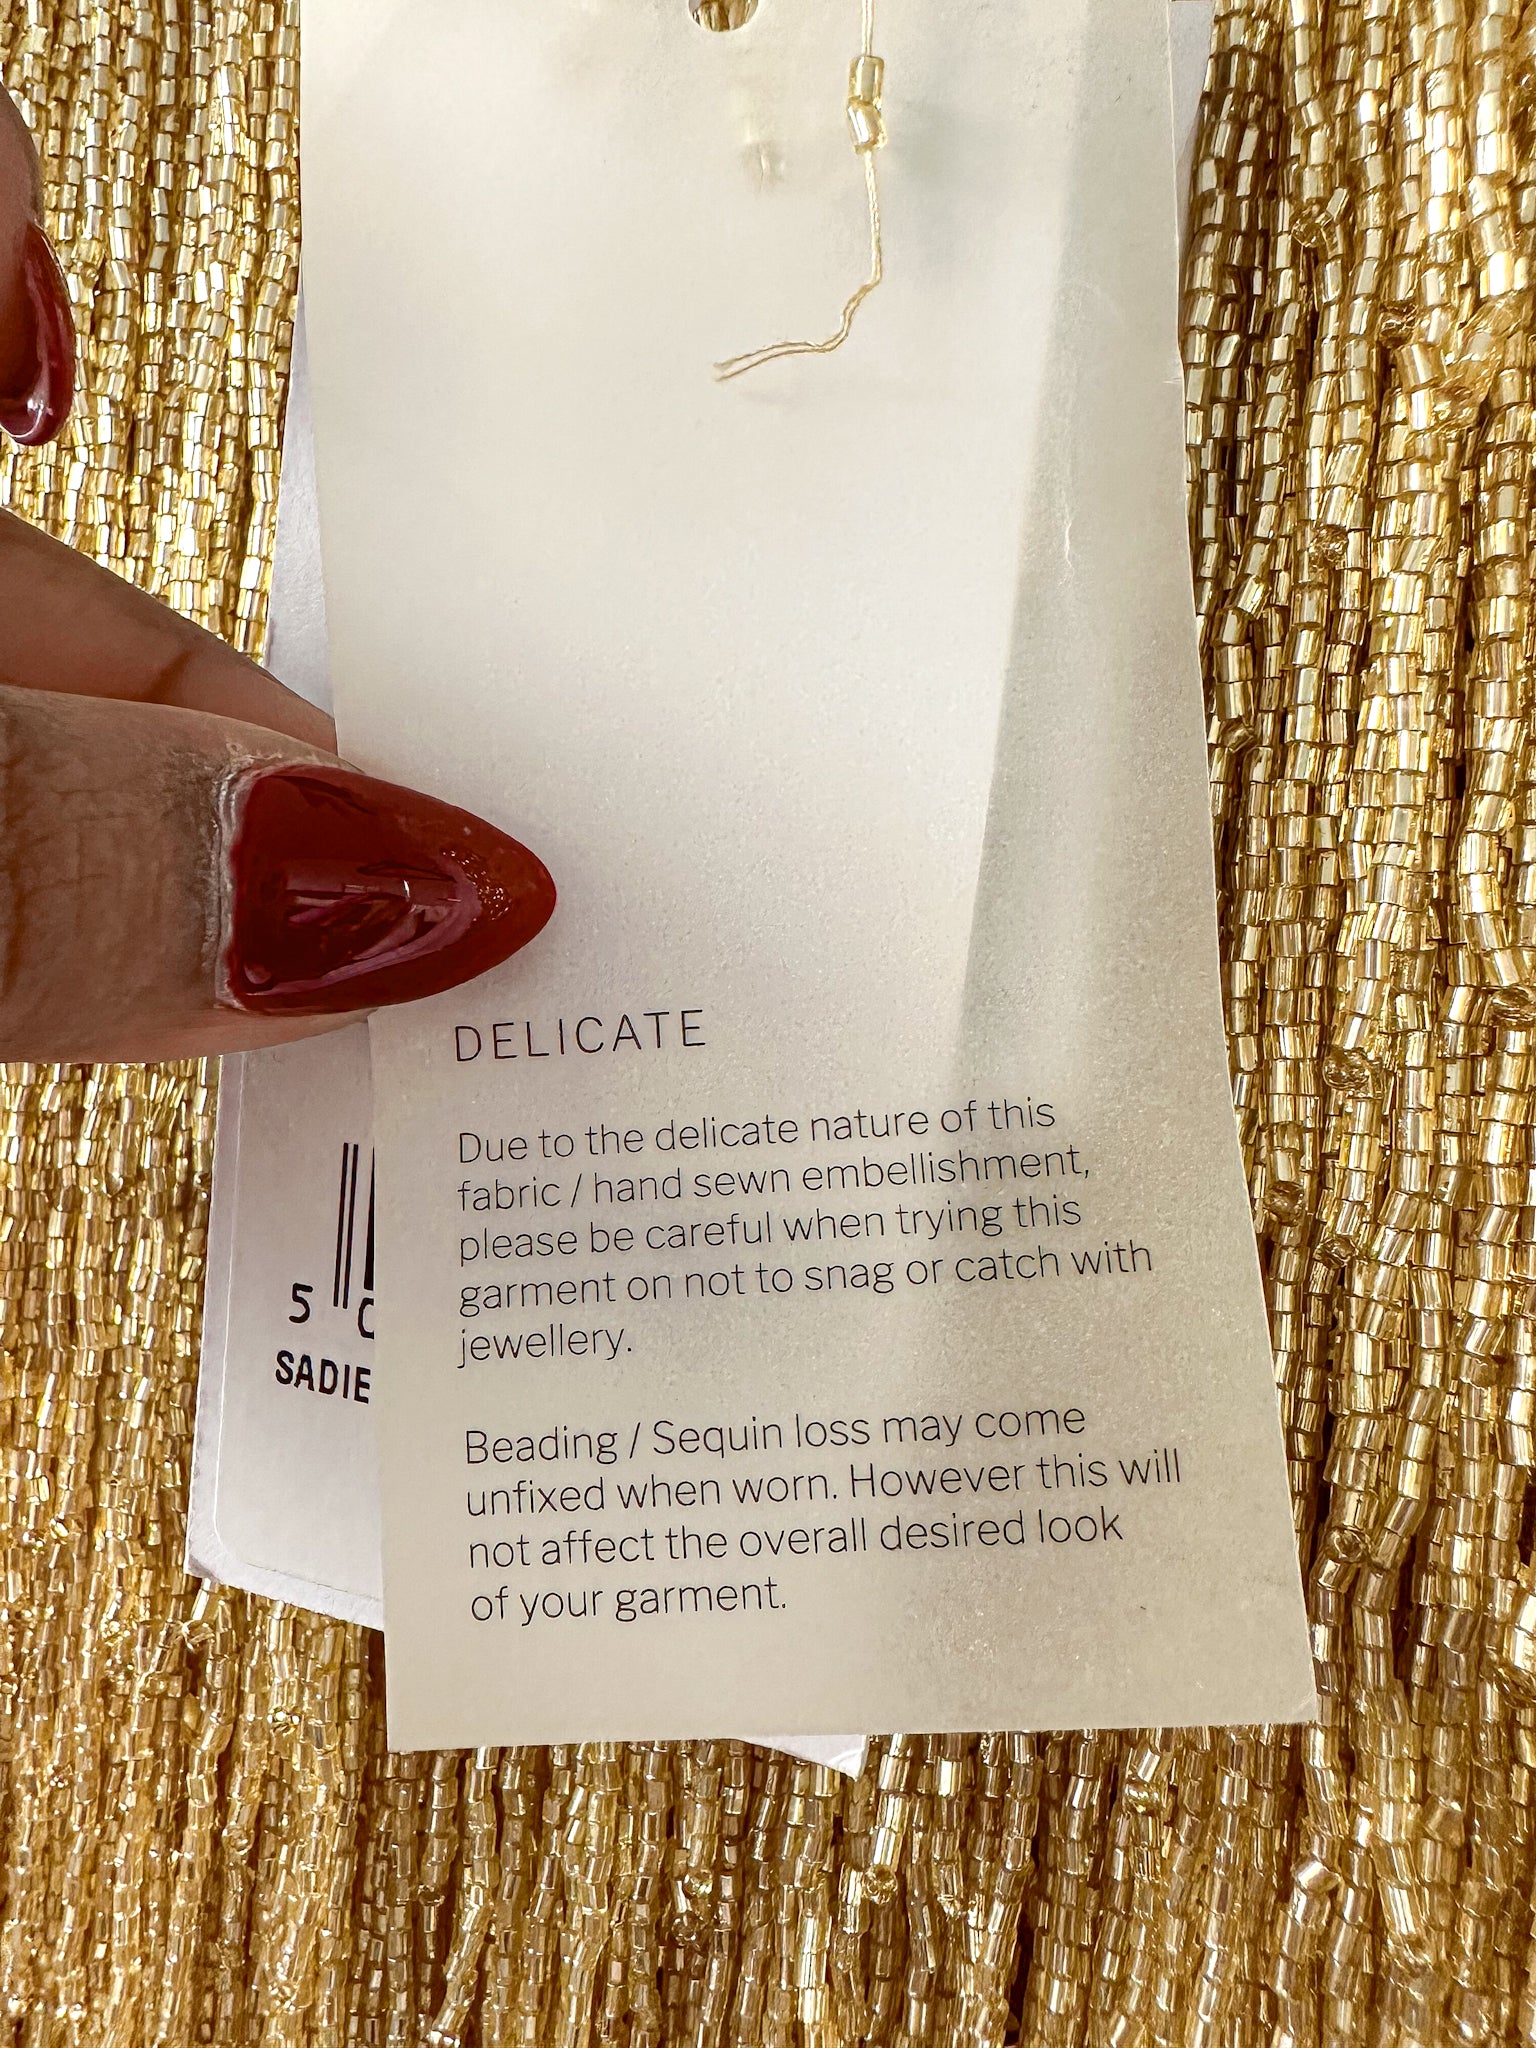 DELICATE
Due to the delicate nature of this
fabric / hand sewn embellishment,
please be careful when trying this
garment on not to snag or catch with
jewellery.
Beading / Sequin loss may come
unfixed when worn. However this will
not affect the overall desired look
of your garment.
5
SADIE